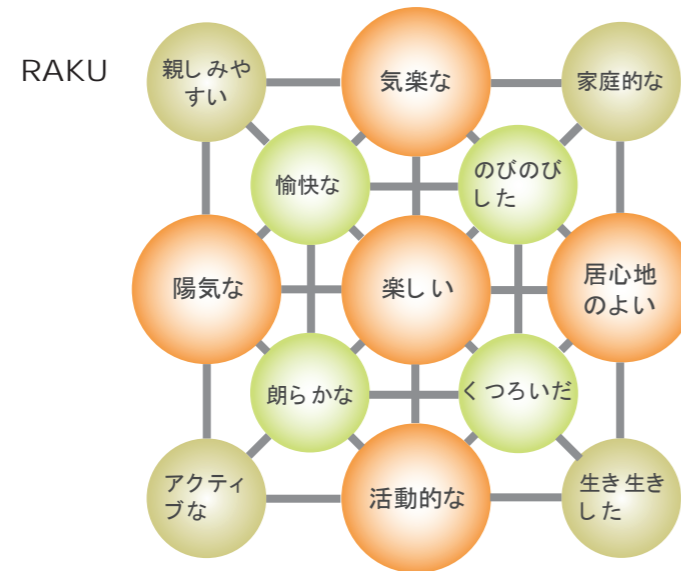 RAKU
親しみや
すい
気楽な
家庭的な
愉快な
のびのび
した
陽気な
楽しい
居心地
のよい
朗らかな
くつろいだ
アクティ
ブな
活動的な
生き生き
した